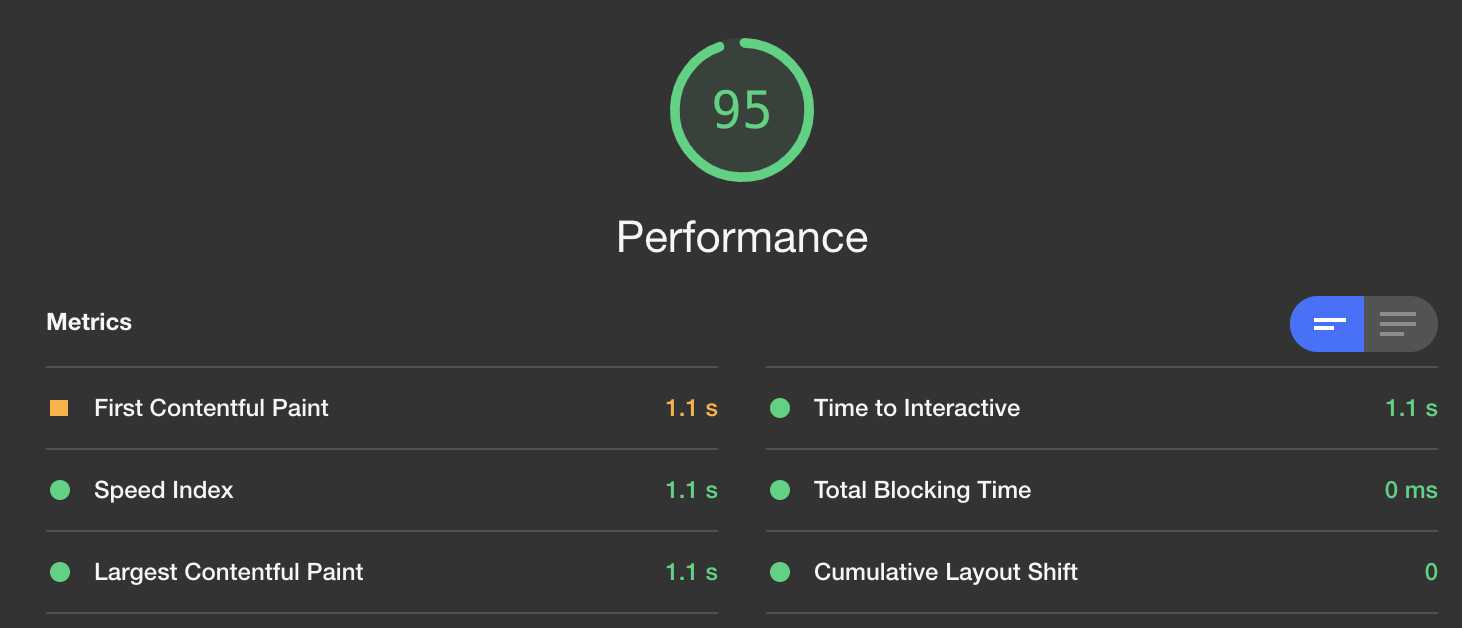 95
Performance
Metrics
First Contentful Paint 1.1 s
Time to Interactive 1.1 s
Speed Index 1.1 s
Total Blocking Time 0 ms
Largest Contentful Paint 1.1 s
Cumulative Layout Shift 0